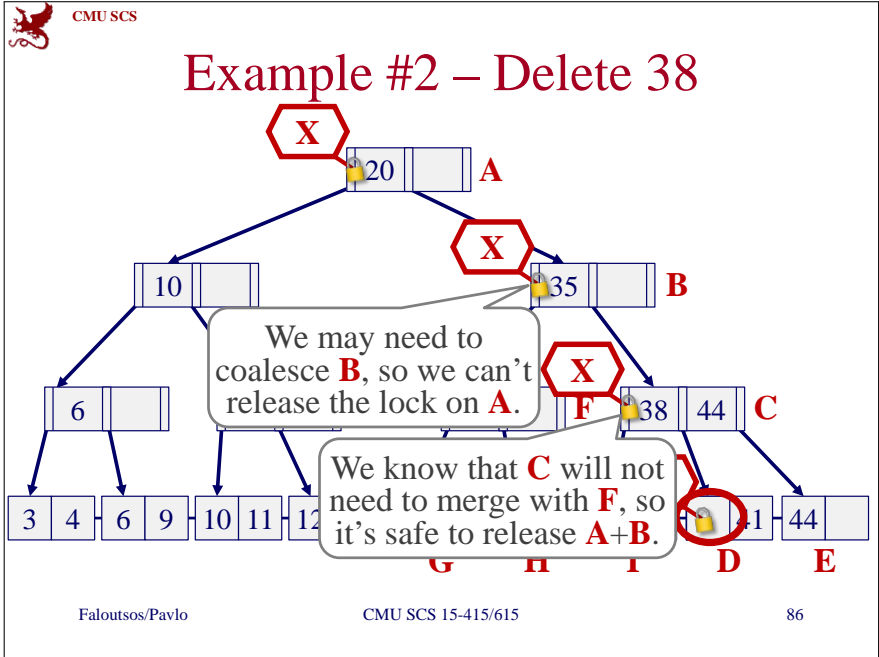 CMU SCS
Example #2 – Delete 38
X
20
A
X
10
35
B
We may need to
coalesce B, so we can't
release the lock on A.
X
6
F
38
44
C
We know that C will not
need to merge with F, so
it's safe to release A+B.
3
4
6
9
10
11
12
41
44
G
H
I
D
E
Faloutsos/Pavlo
CMU SCS 15-415/615
86